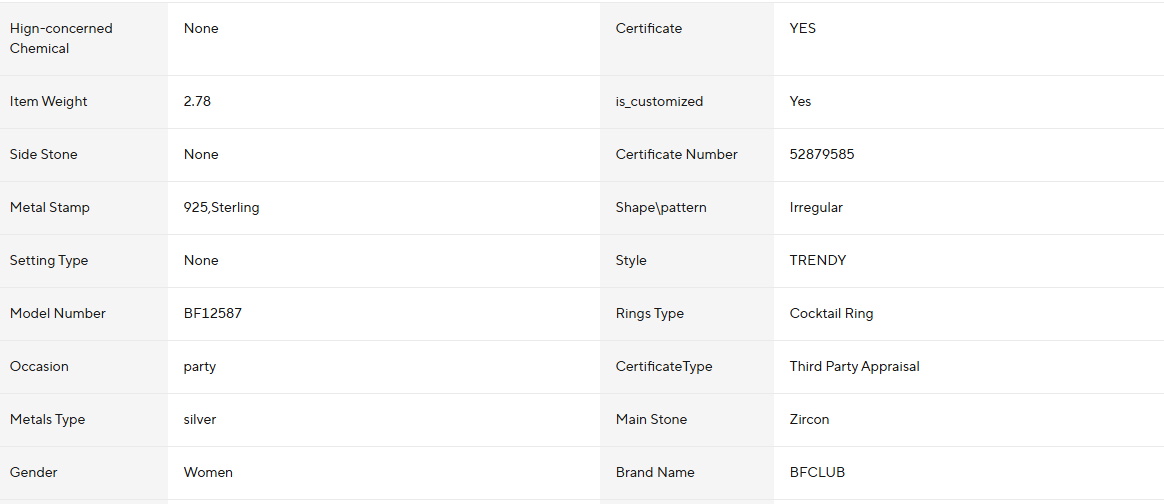 Hign-concerned
Chemical
None
Certificate
YES
Item Weight
2.78
is_customized
Yes
Side Stone
None
Certificate Number
52879585
Metal Stamp
925,Sterling
Shape\pattern
Irregular
Setting Type
None
Style
TRENDY
Model Number
BF12587
Rings Type
Cocktail Ring
Occasion
party
CertificateType
Third Party Appraisal
Metals Type
silver
Main Stone
Zircon
Gender
Women
Brand Name
BFCLUB